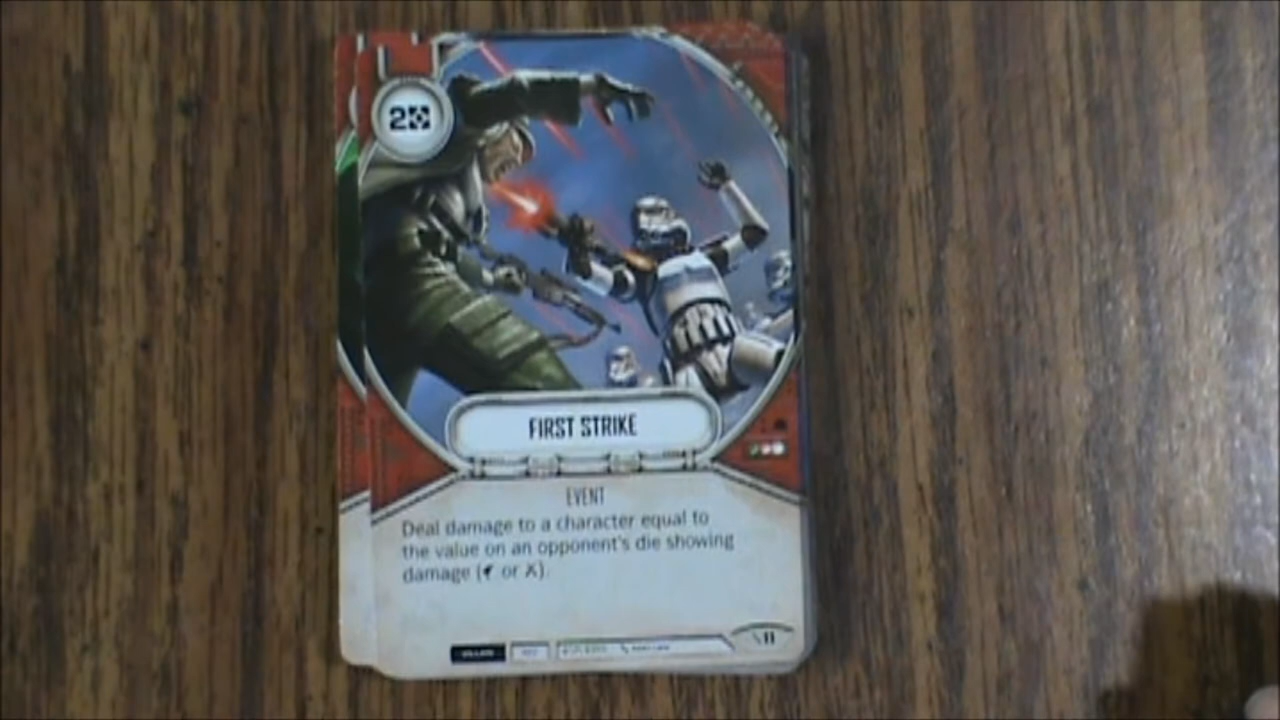 2
FIRST STRIKE
EVENT
Deal damage to a character equal to
the value on an opponent's die showing
damage ( or ).
11